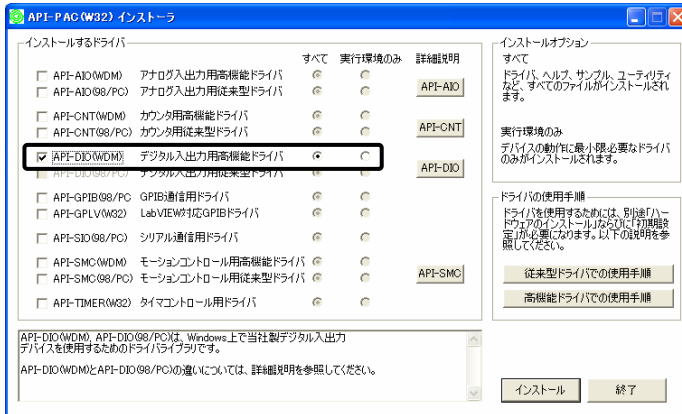 API-PAC(W32) インストーラ
インストールするドライバ
すべて 実行環境のみ 詳細説明
API-AIO(WDM) アナログ入出力用高機能ドライバ
API-AIO(98/PC) アナログ入出力用従来型ドライバ
API-AIO
API-CNT(WDM) カウンタ用高機能ドライバ
API-CNT(98/PC) カウンタ用従来型ドライバ
API-CNT
API-DIO(WDM) デジタル入出力用高機能ドライバ
API-DIO(98/PC) デジタル入出力用従来型ドライバ
API-DIO
API-GPIB(98/PC GPIB通信用ドライバ
API-GPLV(W32) LabVIEW対応GPIBドライバ
API-SIO(98/PC) シリアル通信用ドライバ
API-SMC(WDM) モーションコントロール用高機能ドライバ
API-SMC(98/PC) モーションコントロール用従来型ドライバ
API-SMC
API-TIMER(W32) タイマコントロール用ドライバ
API-DIO(WDM), API-DIO(98/PC)は、Windows上で当社製デジタル入出力
デバイスを使用するためのドライバライブラリです。
API-DIO(WDM)とAPI-DIO(98/PC)の違いについては、詳細説明を参照してください。
インストールオプション
すべて
ドライバ、ヘルプ、サンプル、ユーティリティ
など、すべてのファイルがインストールされ
ます。
実行環境のみ
デバイスの動作に最小限必要なドライバ
のみがインストールされます。
ドライバの使用手順
ドライバを使用するためには、別途「ハー
ドウェアのインストール」ならびに「初期設
定」が必要になります。以下の説明を参
照してください。
従来型ドライバでの使用手順
高機能ドライバでの使用手順
インストール 終了